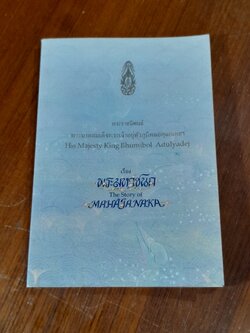 พระราชนิพนธ์
พระบาทสมเด็จพระเจ้าอยู่หัวภูมิพลอดุลยเดช
His Majesty King Bhumibol Adulyadej
เรื่อง
พระมหาชนก
The Story of
MAHAJANAKA